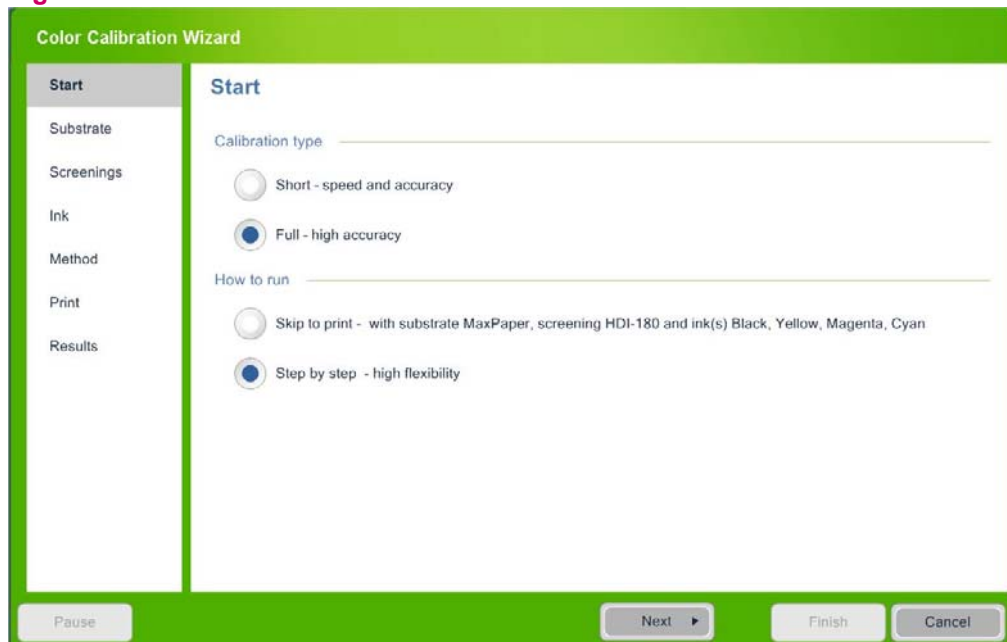 Color Calibration Wizard
Start
Substrate
Screenings
Ink
Method
Print
Results
Start
Calibration type
Short - speed and accuracy
Full - high accuracy
How to run
Skip to print - with substrate MaxPaper, screening HDI-180 and ink(s) Black, Yellow, Magenta, Cyan
Step by step - high flexibility
Pause
Next
Finish
Cancel